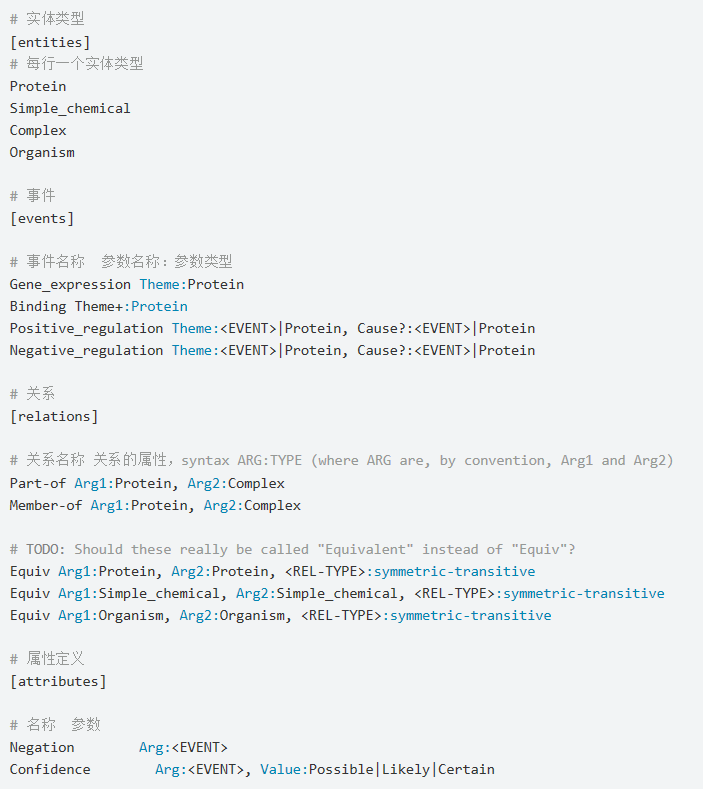 # 实体类型
[entities]
# 每行一个实体类型
Protein
Simple_chemical
Complex
Organism
# 事件
[events]
# 事件名称  参数名称：参数类型
Gene_expression Theme:Protein
Binding Theme+:Protein
Positive_regulation Theme:<EVENT>|Protein, Cause?:<EVENT>|Protein
Negative_regulation Theme:<EVENT>|Protein, Cause?:<EVENT>|Protein
# 关系
[relations]
# 关系名称 关系的属性，syntax ARG:TYPE (where ARG are, by convention, Arg1 and Arg2)
Part-of Arg1:Protein, Arg2:Complex
Member-of Arg1:Protein, Arg2:Complex
# TODO: Should these really be called "Equivalent" instead of "Equiv"?
Equiv Arg1:Protein, Arg2:Protein, <REL-TYPE>:symmetric-transitive
Equiv Arg1:Simple_chemical, Arg2:Simple_chemical, <REL-TYPE>:symmetric-transitive
Equiv Arg1:Organism, Arg2:Organism, <REL-TYPE>:symmetric-transitive
# 属性定义
[attributes]
# 名称  参数
Negation        Arg:<EVENT>
Confidence        Arg:<EVENT>, Value:Possible|Likely|Certain